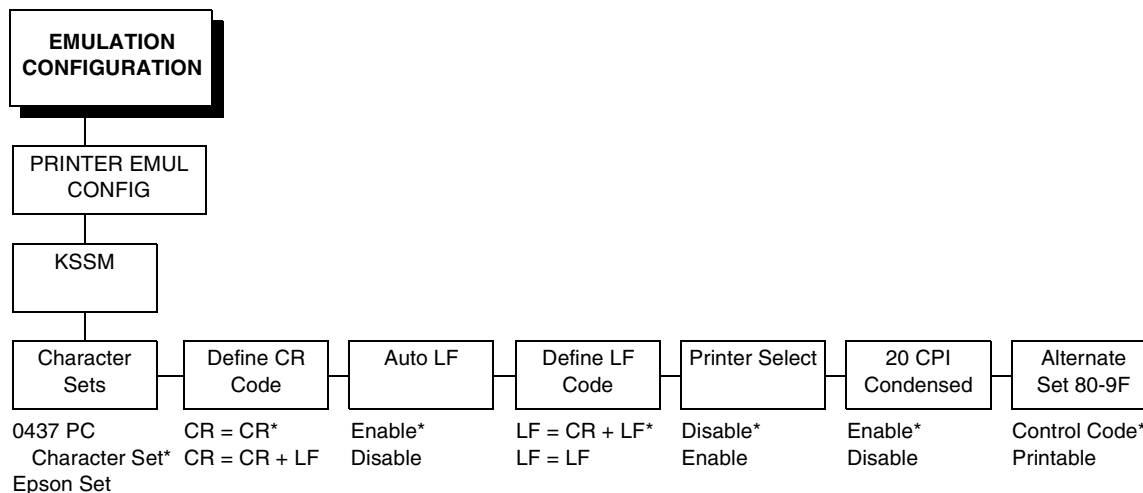 EMULATION
CONFIGURATION
PRINTER EMUL
CONFIG
KSSM
Character
Sets
Define CR
Code
Auto LF
Define LF
Code
Printer Select
20 CPI
Condensed
Alternate
Set 80-9F
0437 PC
Character Set*
Epson Set
CR = CR*
CR = CR + LF
Enable*
Disable
LF = CR + LF*
LF = LF
Disable*
Enable
Enable*
Disable
Control Code*
Printable